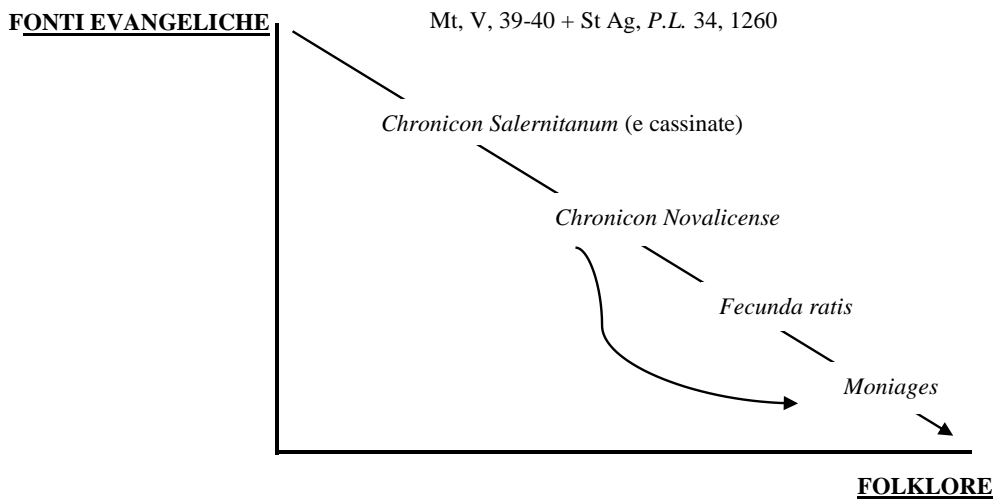 FONTI EVANGELICHE
Mt, V, 39-40 + St Ag, P.L. 34, 1260
Chronicon Salernitanum (e cassinate)
Chronicon Novalicense
Fecunda ratis
Moniages
FOLKLORE